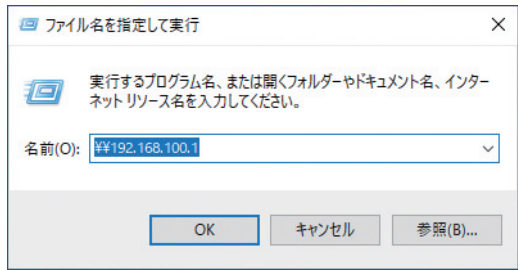 ファイル名を指定して実行
実行するプログラム名、または開くフォルダーやドキュメント名、インター
ネット リソース名を入力してください。
名前(O): ¥¥192.168.100.1
OK キャンセル 参照(B)...